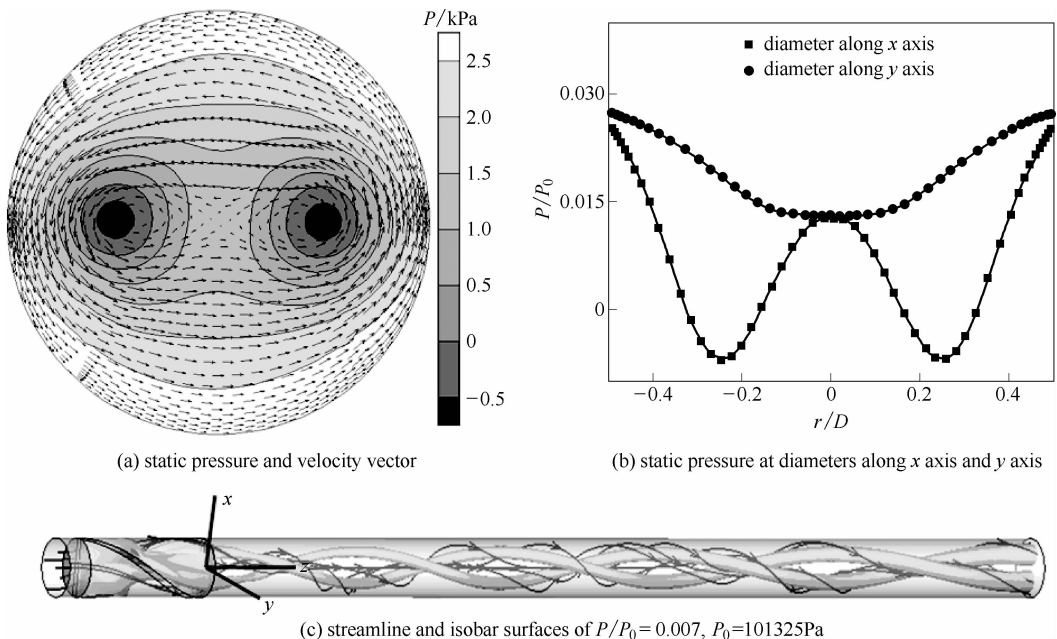 P/kPa
2.5
2.0
1.5
1.0
0.5
0
−0.5
(a) static pressure and velocity vector
diameter along x axis
diameter along y axis
P/P0
0.030
0.015
0
−0.4
−0.2
0
0.2
0.4
r/D
(b) static pressure at diameters along x axis and y axis
x
z
y
(c) streamline and isobar surfaces of P/P0 = 0.007, P0=101325Pa